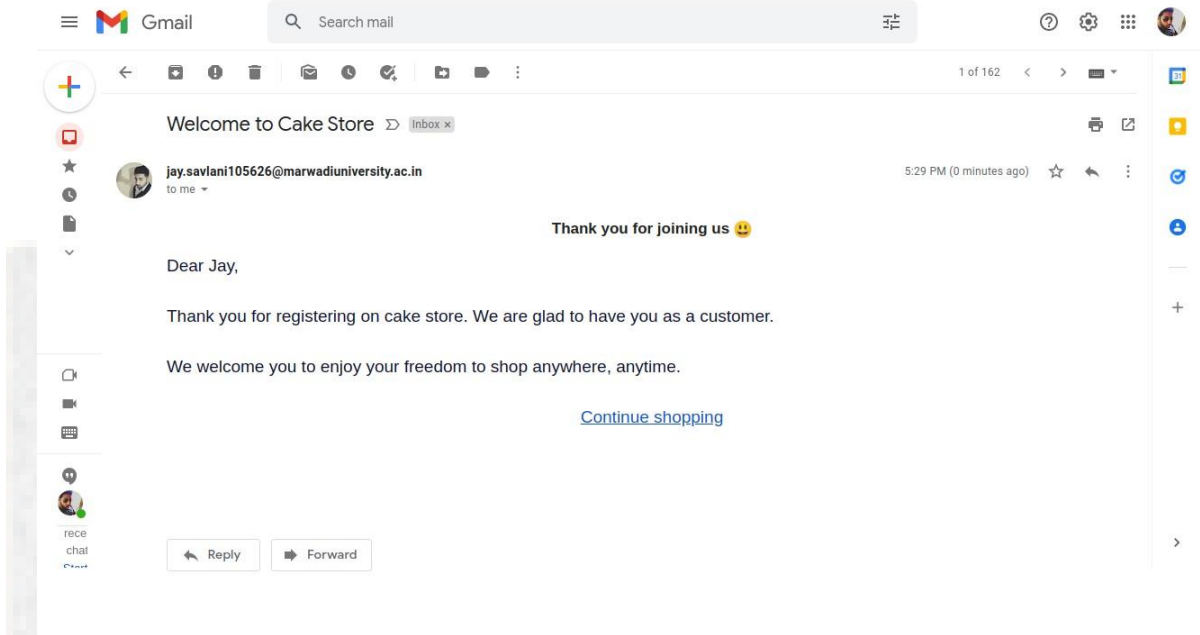 Gmail
Search mail
1 of 162
Welcome to Cake Store Inbox ×
jay.savlani105626@marwadiuniversity.ac.in
5:29 PM (0 minutes ago)
to me
Thank you for joining us 😃
Dear Jay,
Thank you for registering on cake store. We are glad to have you as a customer.
We welcome you to enjoy your freedom to shop anywhere, anytime.
Continue shopping
rece
chat
Reply
Forward
31